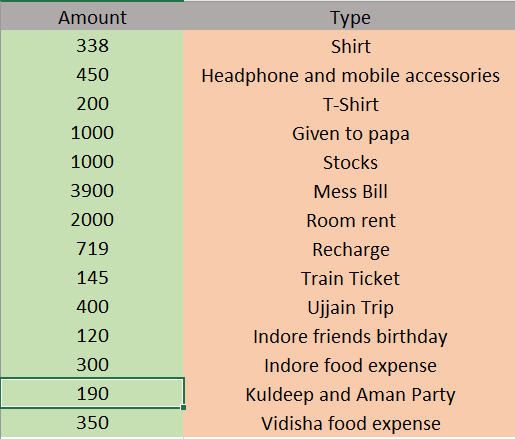 Amount Type
338 Shirt
450 Headphone and mobile accessories
200 T-Shirt
1000 Given to papa
1000 Stocks
3900 Mess Bill
2000 Room rent
719 Recharge
145 Train Ticket
400 Ujjain Trip
120 Indore friends birthday
300 Indore food expense
190 Kuldeep and Aman Party
350 Vidisha food expense